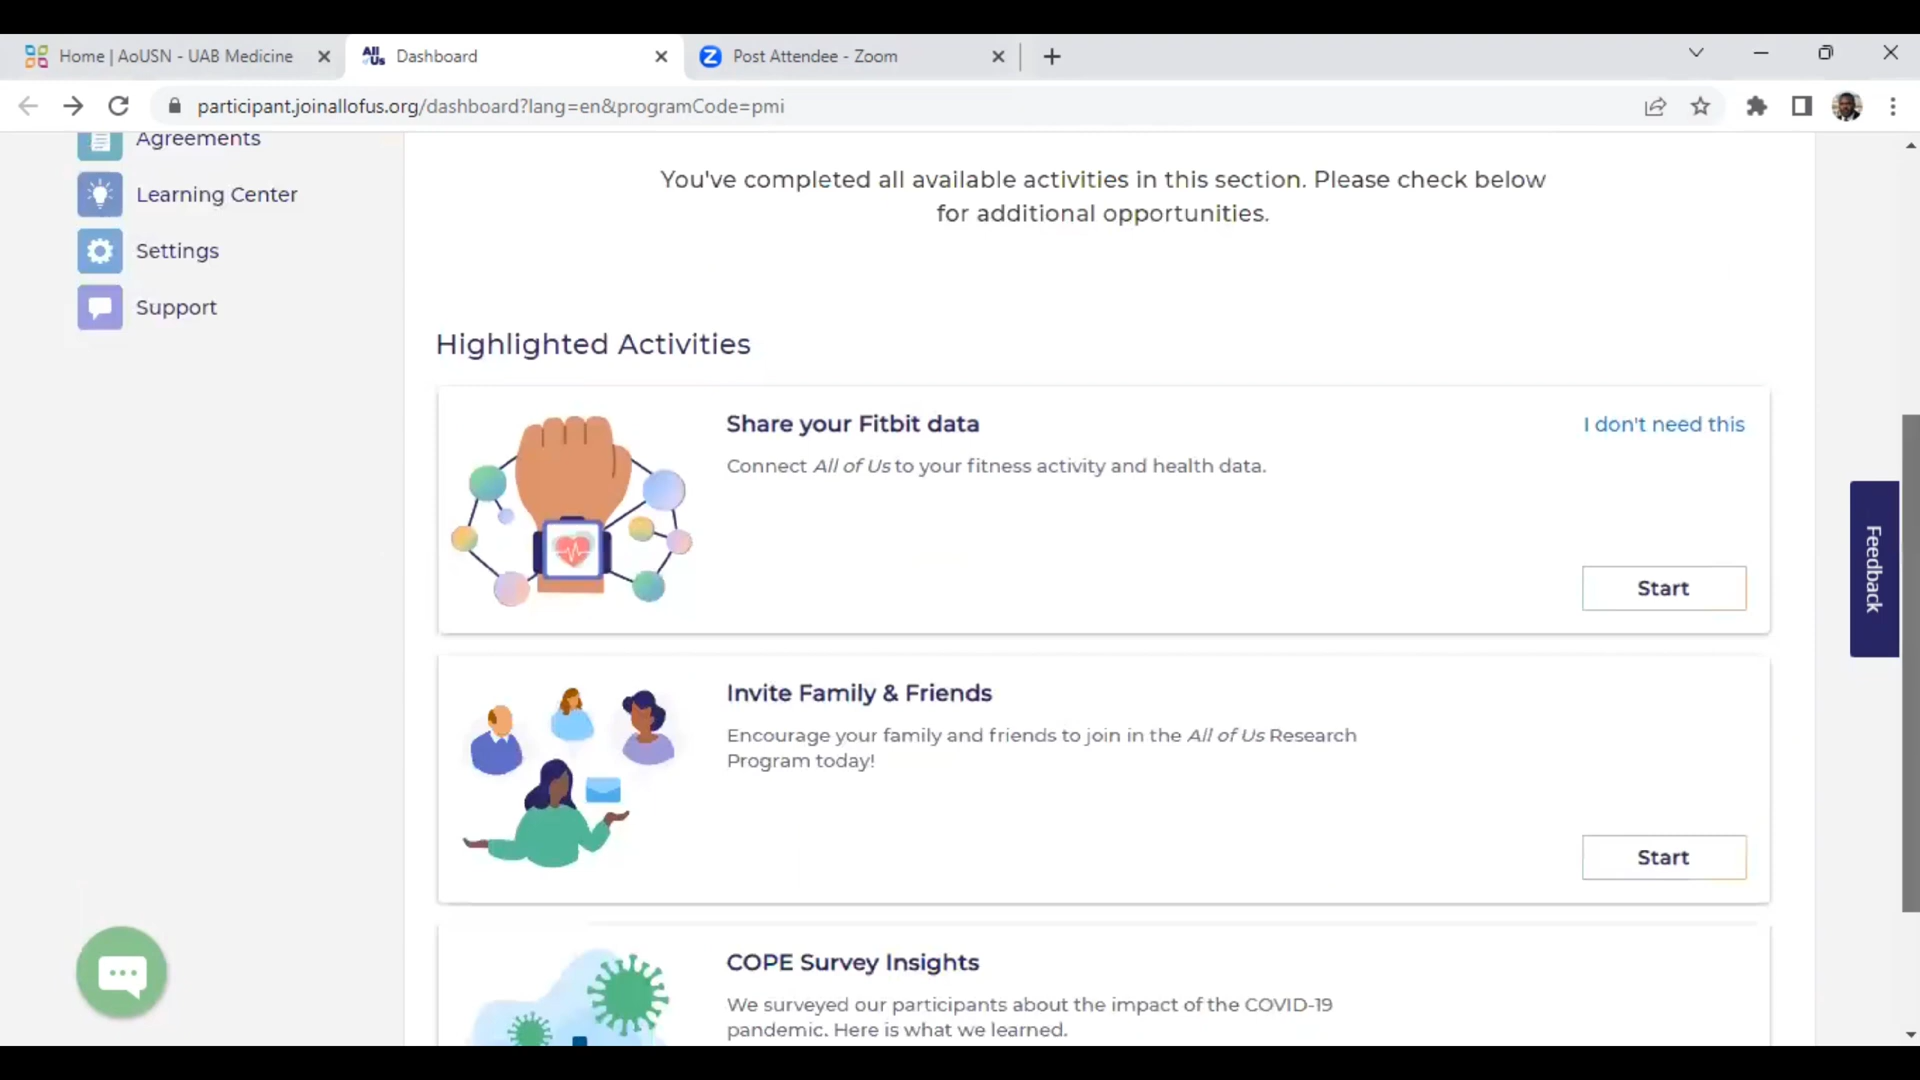 Home | AoUSN - UAB Medicine
All of Us
Dashboard
Z
Post Attendee - Zoom
participant.joinallofus.org/dashboard?lang=en&programCode=pmi
Agreements
Learning Center
Settings
Support
You've completed all available activities in this section. Please check below
for additional opportunities.
Highlighted Activities
Share your Fitbit data
I don't need this
Connect All of Us to your fitness activity and health data.
Start
Invite Family & Friends
Encourage your family and friends to join in the All of Us Research
Program today!
Start
COPE Survey Insights
We surveyed our participants about the impact of the COVID-19
pandemic. Here is what we learned.
Feedback